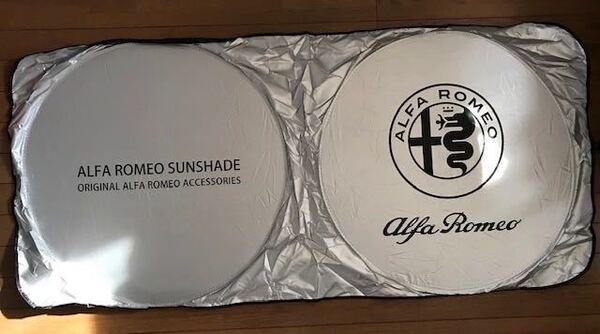 ALFA ROMEO SUNSHADE
ORIGINAL ALFA ROMEO ACCESSORIES
ALFA ROMEO
Alfa Romeo